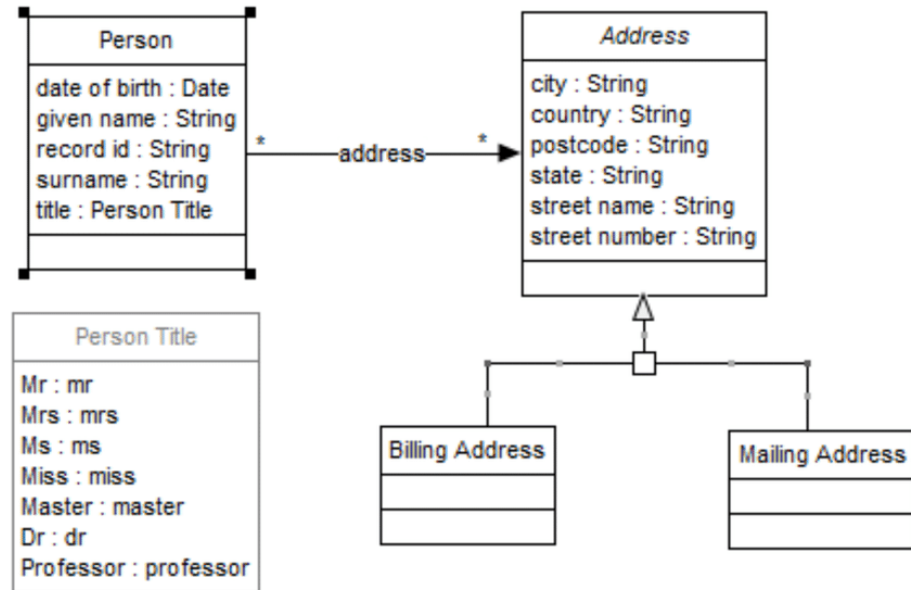 Person
date of birth : Date
given name : String
record id : String
surname : String
title : Person Title
*
address
*
Address
city : String
country : String
postcode : String
state : String
street name : String
street number : String
Person Title
Mr : mr
Mrs : mrs
Ms : ms
Miss : miss
Master : master
Dr : dr
Professor : professor
Billing Address
Mailing Address